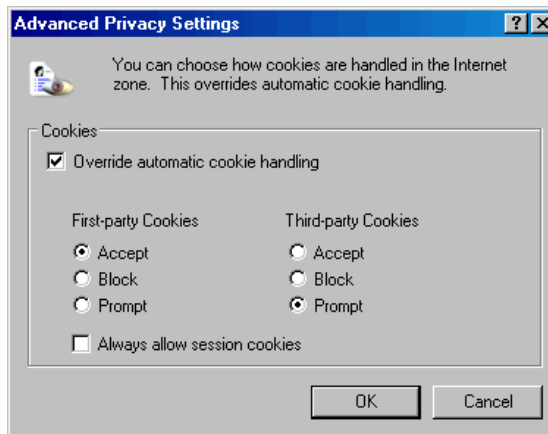 Advanced Privacy Settings
You can choose how cookies are handled in the Internet
zone. This overrides automatic cookie handling.
Cookies
Override automatic cookie handling
First-party Cookies Third-party Cookies
Accept Accept
Block Block
Prompt Prompt
Always allow session cookies
OK Cancel